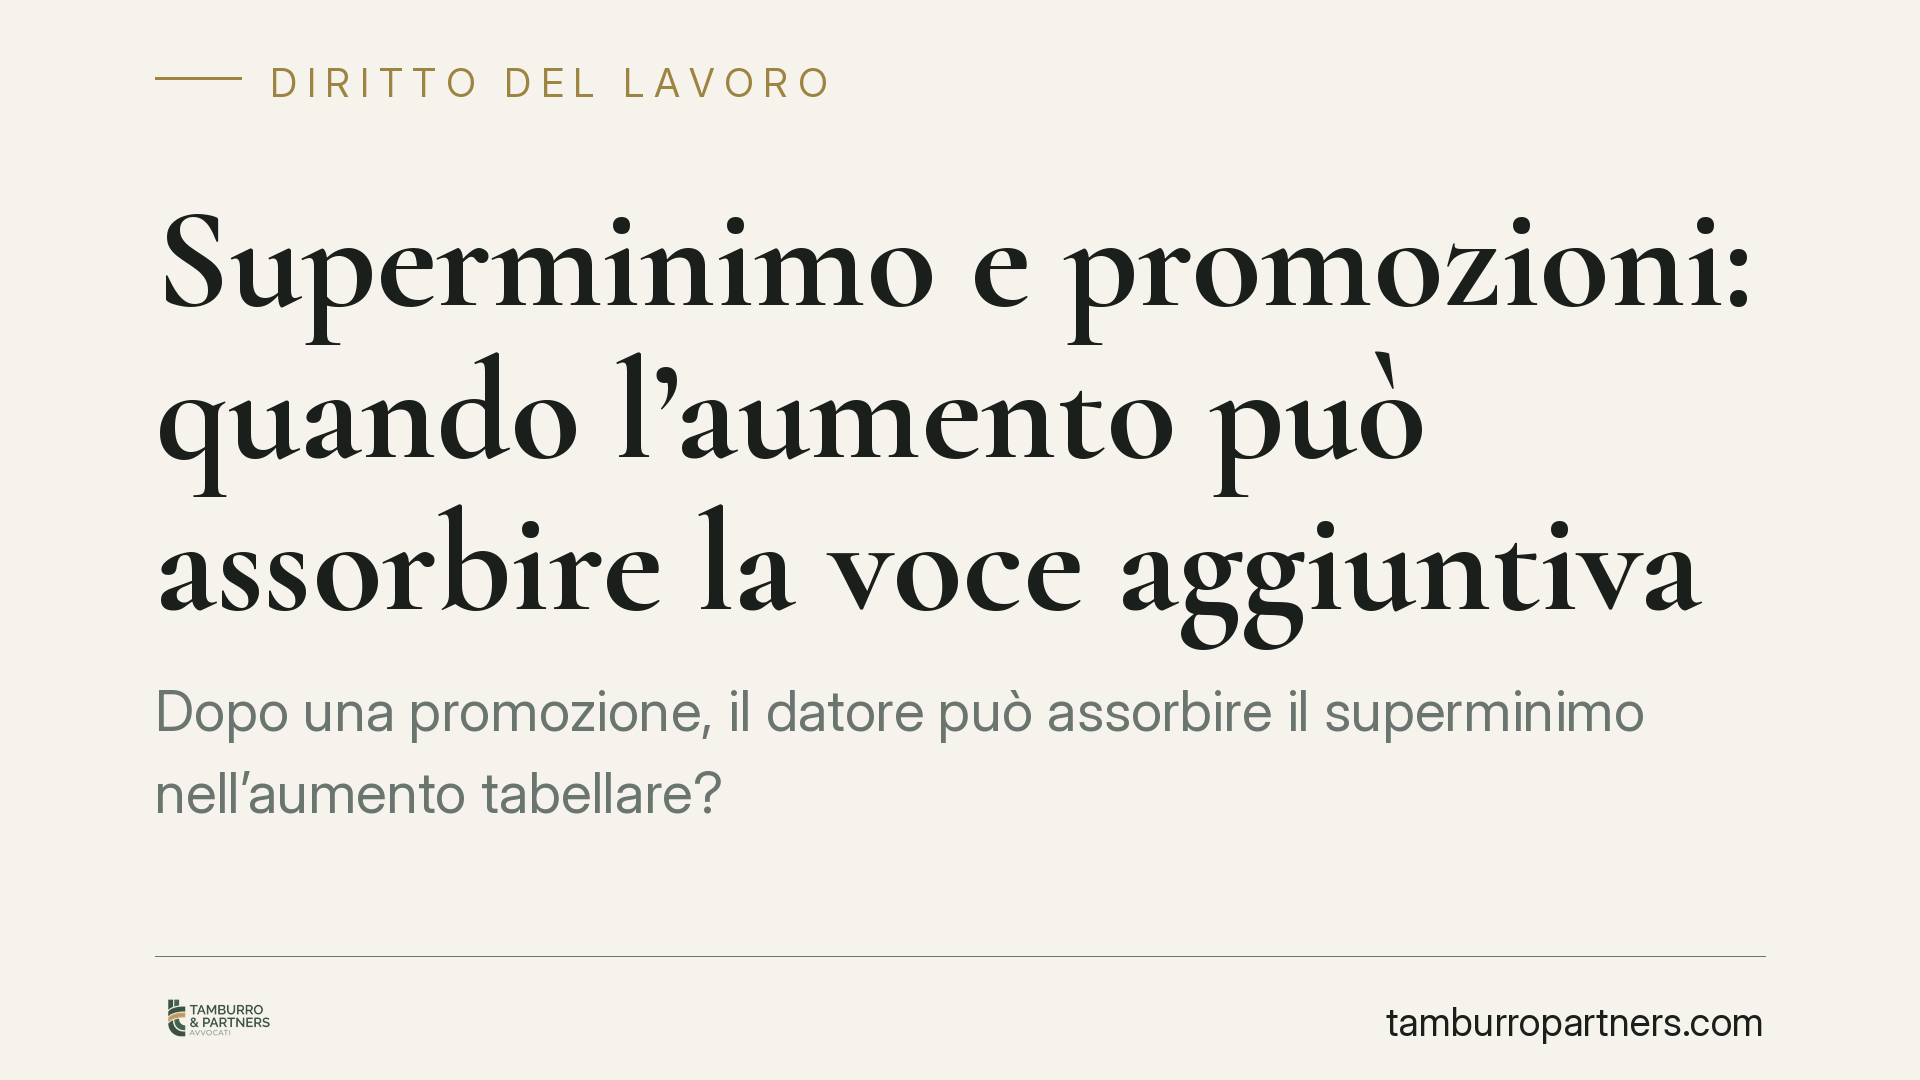 DIRITTO DEL LAVORO
Superminimo e promozioni:
quando l’aumento può
assorbire la voce aggiuntiva
Dopo una promozione, il datore può assorbire il superminimo
nell’aumento tabellare?
TAMBURRO
& PARTNERS
AVVOCATI
tamburropartners.com